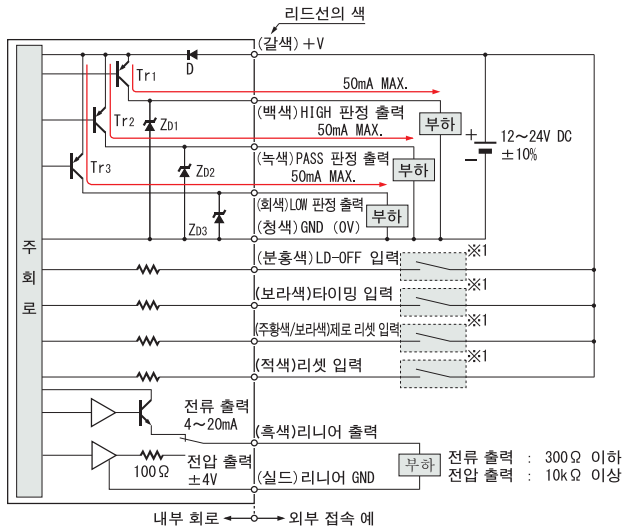 리드선의 색
(갈색) +V
D
Tr1
50mA MAX.
(백색)HIGH 판정 출력
부하
Tr2
ZD1
50mA MAX.
+
12~24V DC
±10%
−
(녹색)PASS 판정 출력
부하
Tr3
ZD2
50mA MAX.
(회색)LOW 판정 출력
부하
ZD3
(청색)GND (0V)
주 회로
(분홍색)LD-OFF 입력
※1
(보라색)타이밍 입력
※1
(주황색/보라색)제로 리셋 입력
※1
(적색)리셋 입력
※1
전류 출력
4~20mA
(흑색)리니어 출력
100Ω
전압 출력
±4V
(실드)리니어 GND
부하
전류 출력 : 300Ω 이하
전압 출력 : 10kΩ 이상
내부 회로
외부 접속 예